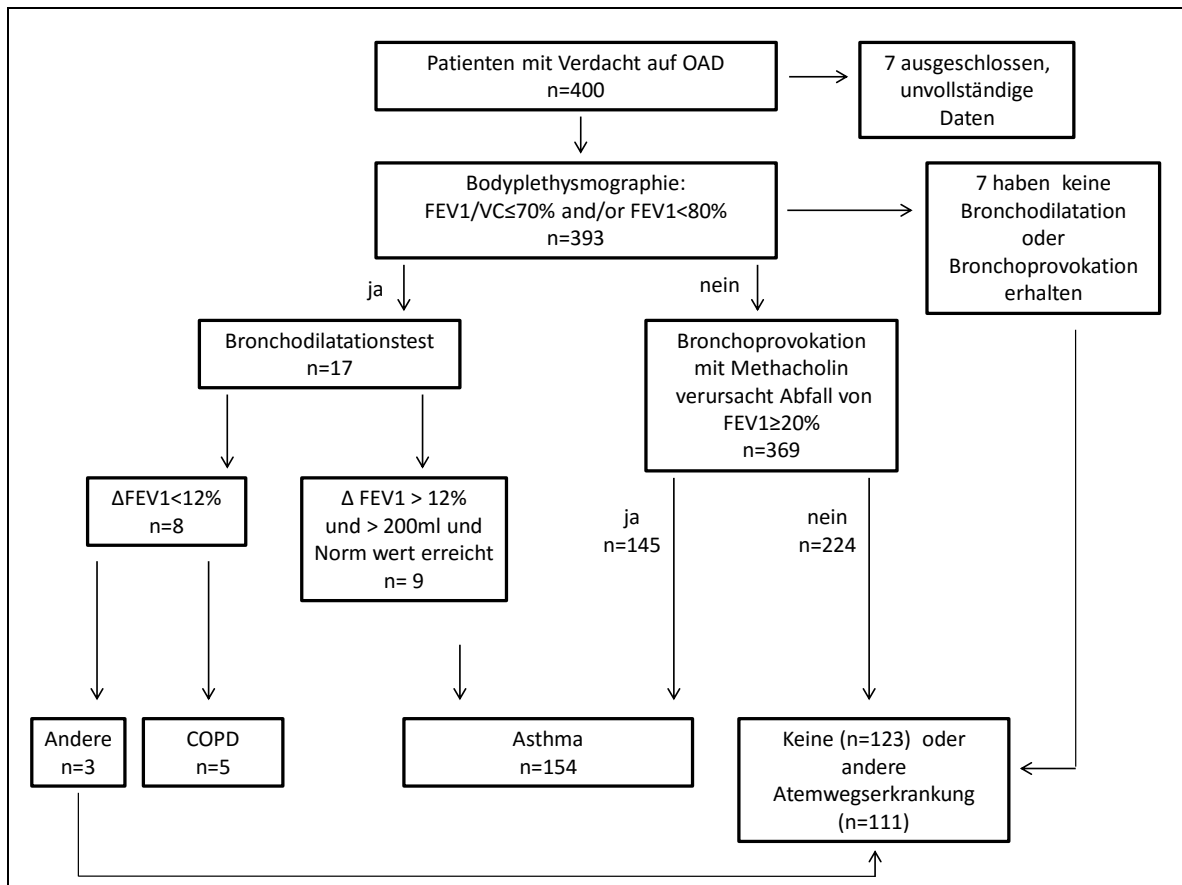 Patienten mit Verdacht auf OAD
n=400
7 ausgeschlossen,
unvollständige
Daten
Bodyplethysmographie:
FEV1/VC≤70% and/or FEV1<80%
n=393
7 haben keine
Bronchodilatation
oder
Bronchoprovokation
erhalten
ja
nein
Bronchodilatationstest
n=17
Bronchoprovokation
mit Methacholin
verursacht Abfall von
FEV1≥20%
n=369
ΔFEV1<12%
n=8
Δ FEV1 > 12%
und > 200ml und
Norm wert erreicht
n= 9
ja
n=145
nein
n=224
Andere
n=3
COPD
n=5
Asthma
n=154
Keine (n=123) oder
andere
Atemwegserkrankung
(n=111)